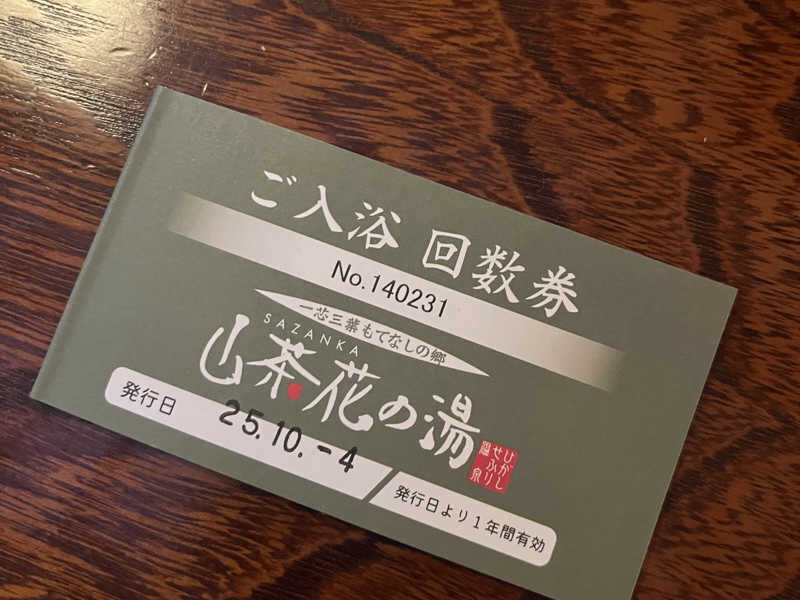 ご入浴 回数券
No.140231
一芯三葉もてなしの郷
SAZANKA
山茶花の湯
ひがし
せふり
温泉
発行日 25.10.-4
発行日より1年間有効